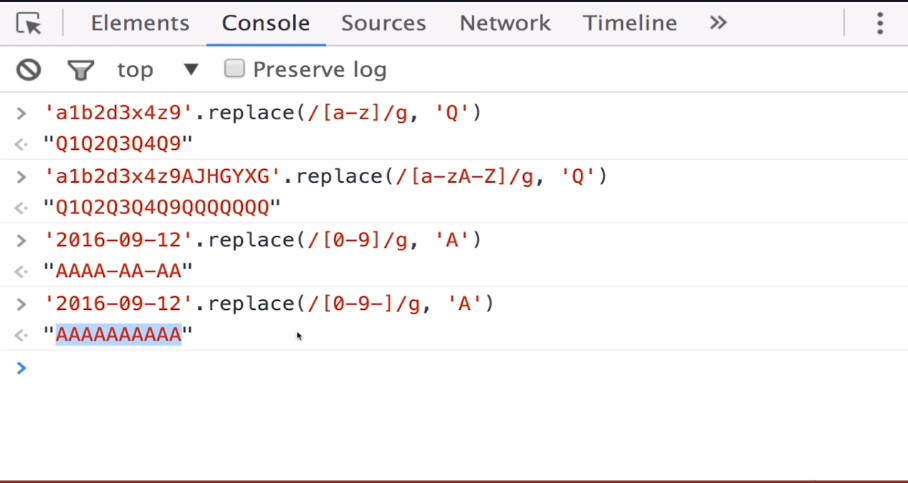 Elements Console Sources Network Timeline »
top ▼ Preserve log
> 'a1b2d3x4z9'.replace(/[a-z]/g, 'Q')
<· "Q1Q2Q3Q4Q9"
> 'a1b2d3x4z9AJHGYXG'.replace(/[a-zA-Z]/g, 'Q')
<· "Q1Q2Q3Q4Q9QQQQQQQ"
> '2016-09-12'.replace(/[0-9]/g, 'A')
<· "AAAA-AA-AA"
> '2016-09-12'.replace(/[0-9-]/g, 'A')
<· "AAAAAAAAAA"
>